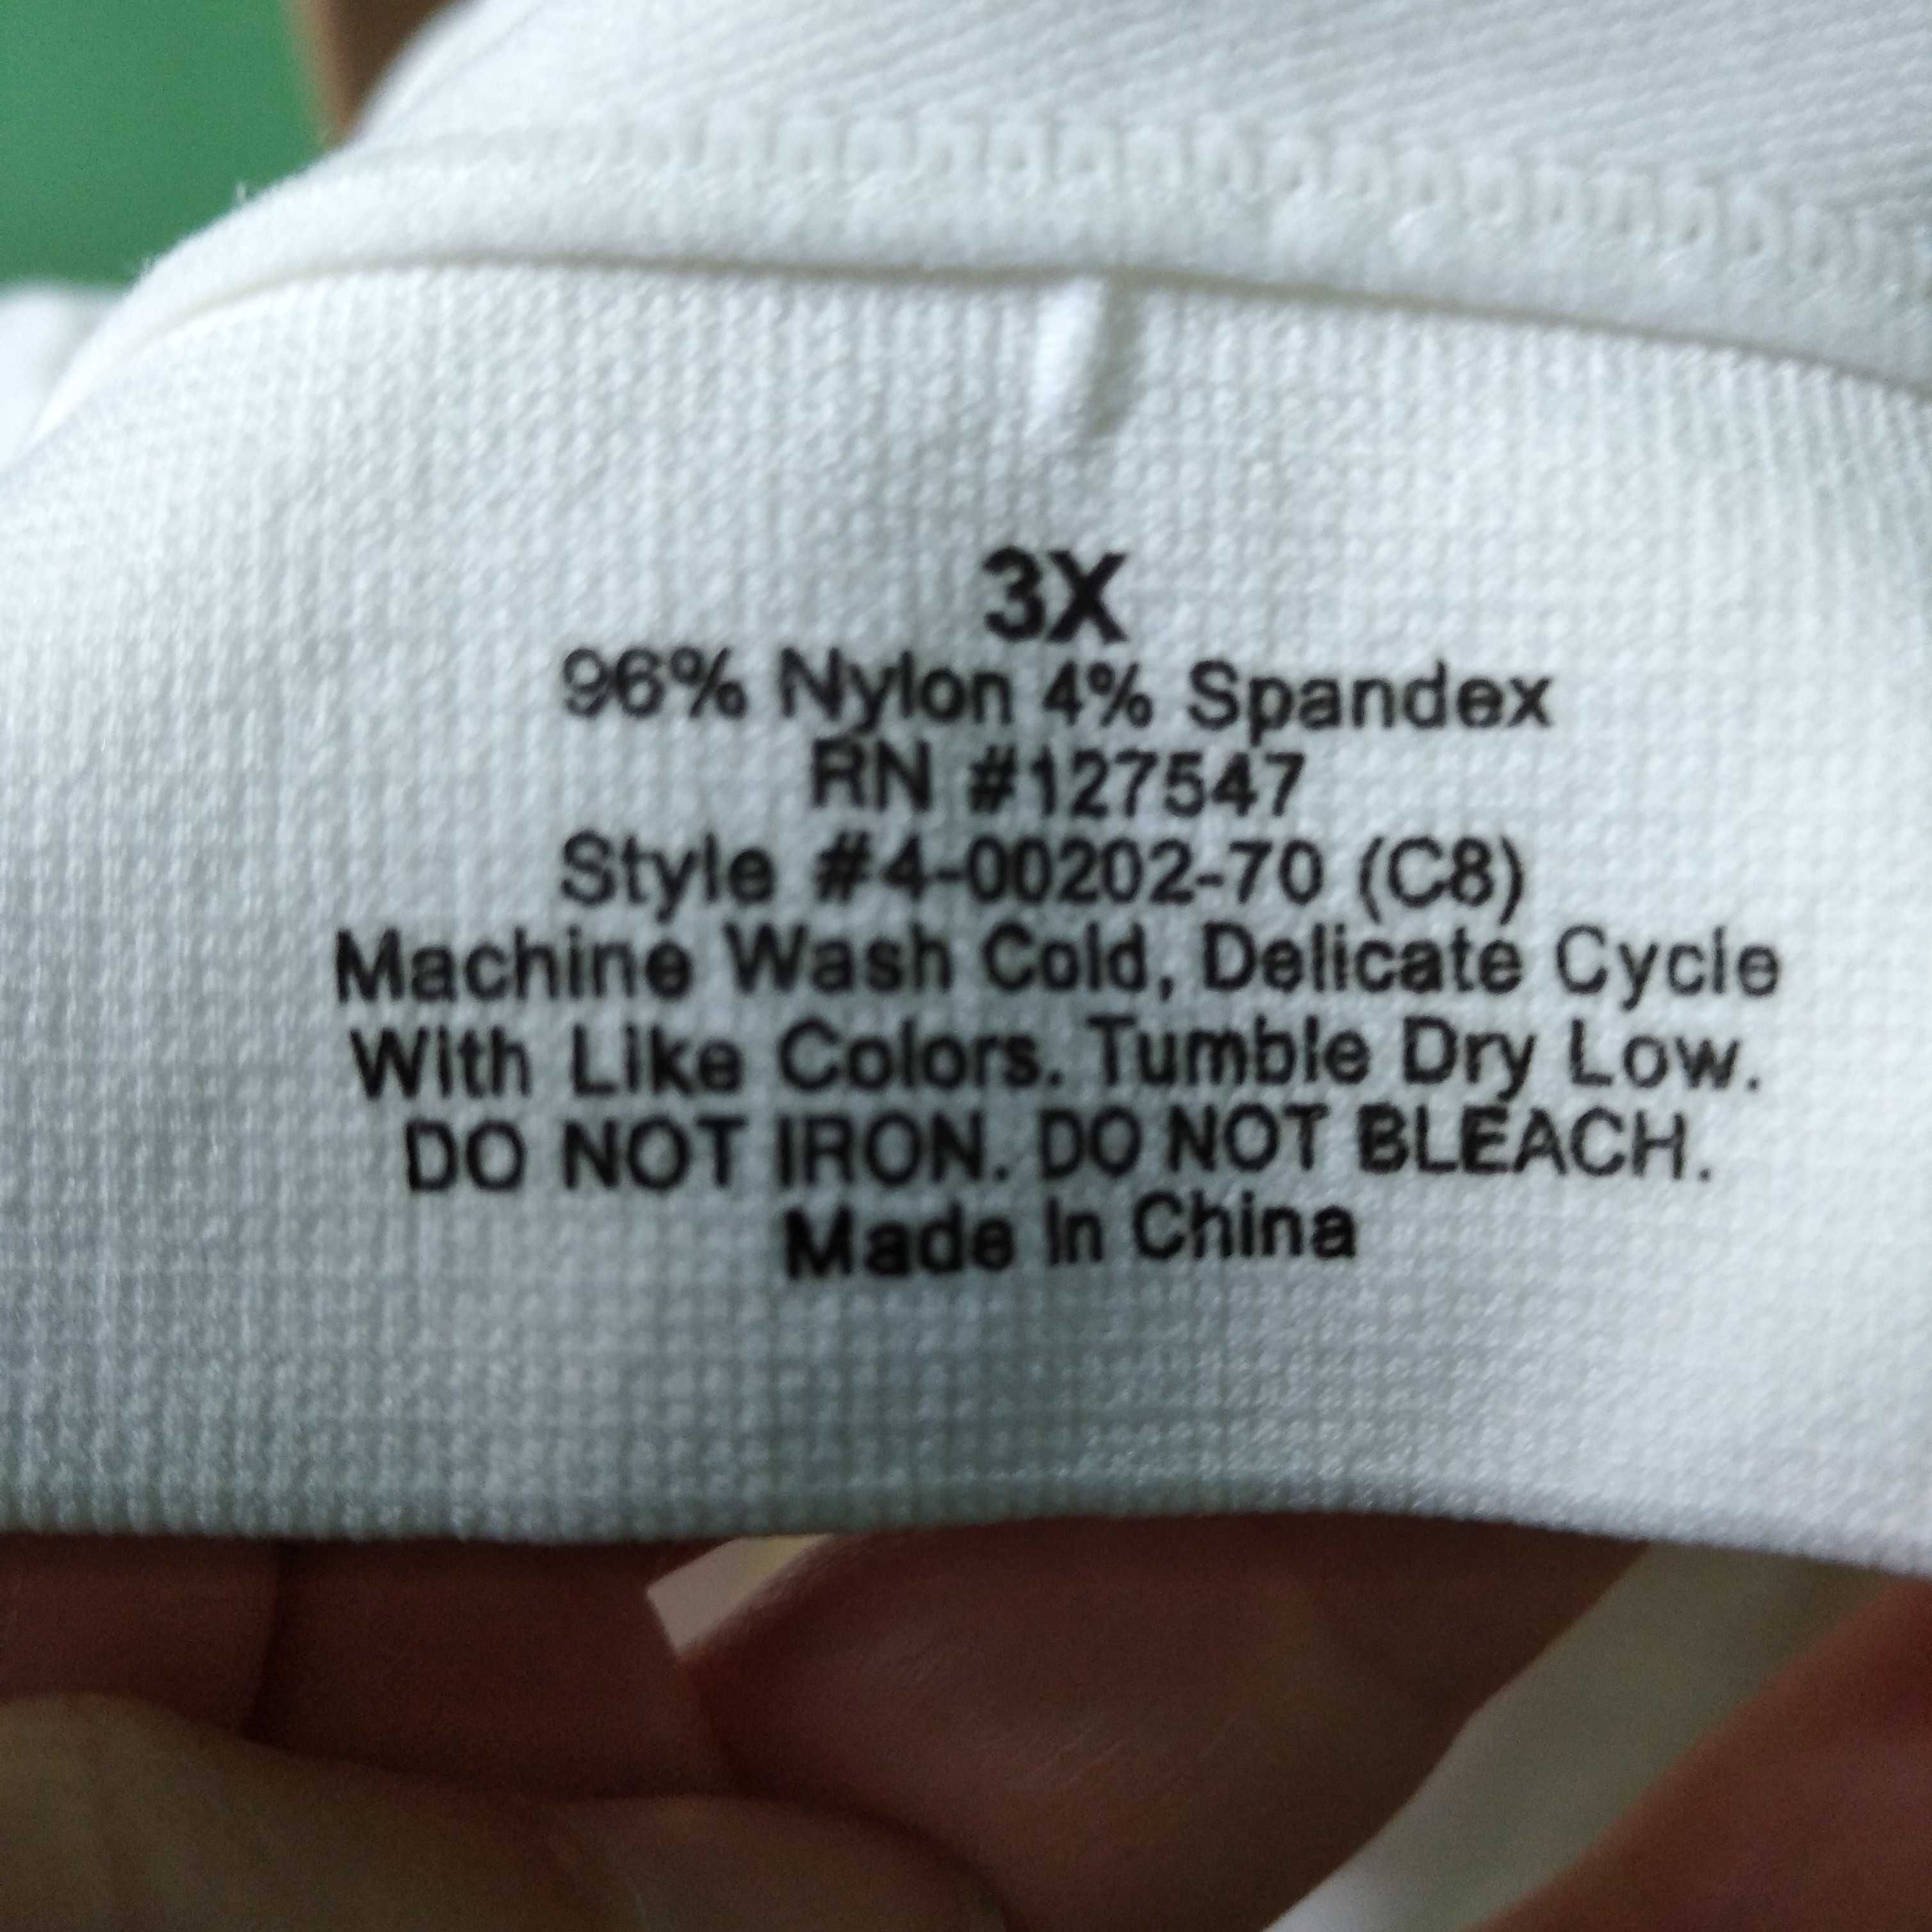 3X
96% Nylon 4% Spandex
RN #127547
Style #4-00202-70 (C8)
Machine Wash Cold, Delicate Cycle
With Like Colors. Tumble Dry Low.
DO NOT IRON. DO NOT BLEACH.
Made In China